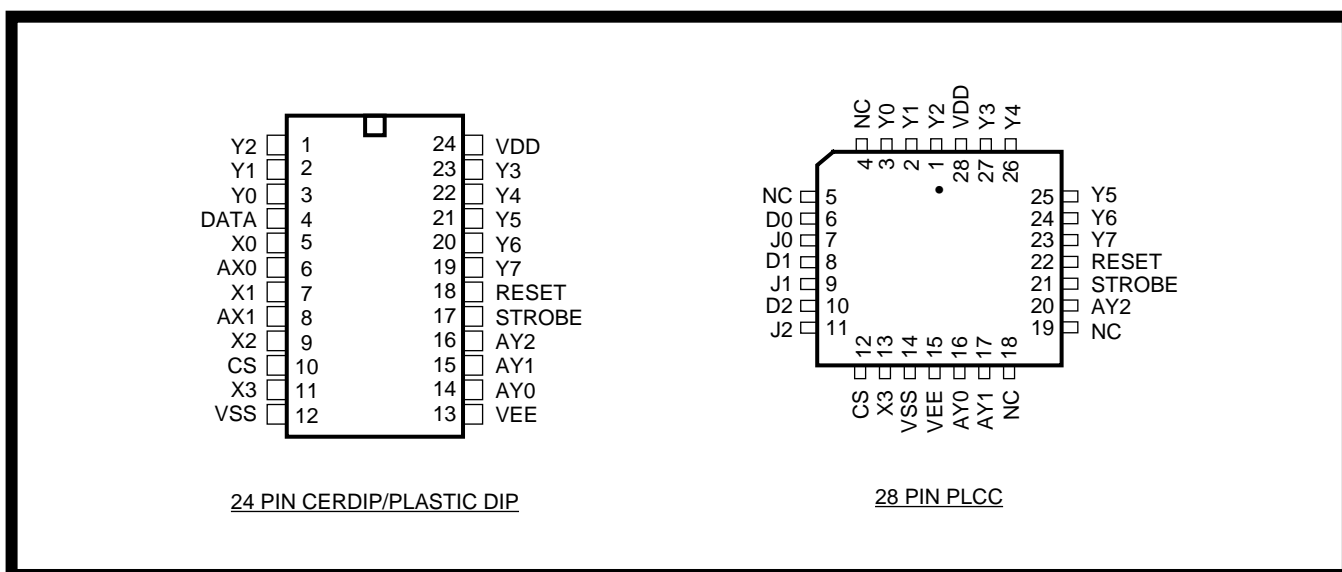 Y2 1 24 VDD
Y1 2 23 Y3
Y0 3 22 Y4
DATA 4 21 Y5
X0 5 20 Y6
AX0 6 19 Y7
X1 7 18 RESET
AX1 8 17 STROBE
X2 9 16 AY2
CS 10 15 AY1
X3 11 14 AY0
VSS 12 13 VEE
24 PIN CERDIP/PLASTIC DIP
NC Y0 Y1 Y2 VDD Y3 Y4
4 3 2 1 28 27 26
NC 5 25 Y5
D0 6 24 Y6
J0 7 23 Y7
D1 8 22 RESET
J1 9 21 STROBE
D2 10 20 AY2
J2 11 19 NC
12 13 14 15 16 17 18
CS X3 VSS VEE AY0 AY1 NC
28 PIN PLCC